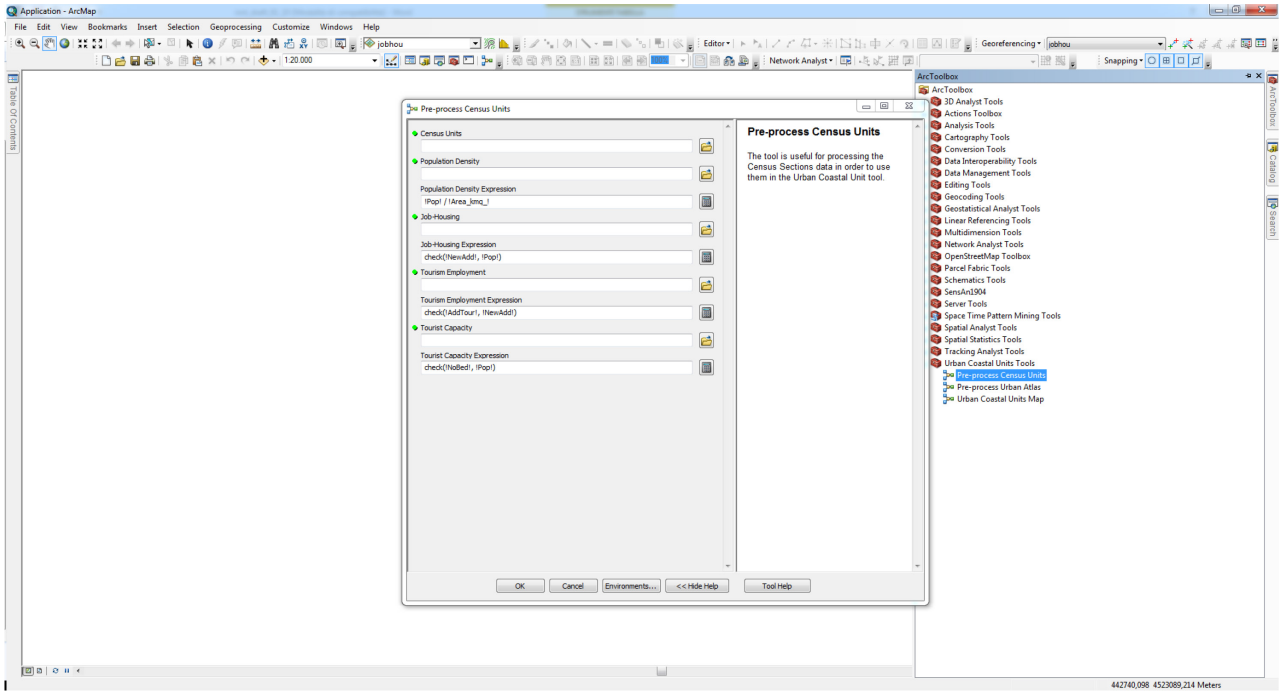 Application - ArcMap
File Edit View Bookmarks Insert Selection Geoprocessing Customize Windows Help
jobhou
Editor
Georeferencing
jobhou
1:20.000
Network Analyst
Snapping
Table Of Contents
Pre-process Census Units
Census Units
Population Density
Population Density Expression
!Pop! / !Area_kmq_!
Job-Housing
Job-Housing Expression
check(!NewAdd!, !Pop!)
Tourism Employment
Tourism Employment Expression
check(!AddTour!, !NewAdd!)
Tourist Capacity
Tourist Capacity Expression
check(!NoBed!, !Pop!)
Pre-process Census Units
The tool is useful for processing the
Census Sections data in order to use
them in the Urban Coastal Unit tool.
OK Cancel Environments... << Hide Help Tool Help
ArcToolbox
ArcToolbox
3D Analyst Tools
Actions Toolbox
Analysis Tools
Cartography Tools
Conversion Tools
Data Interoperability Tools
Data Management Tools
Editing Tools
Geocoding Tools
Geostatistical Analyst Tools
Linear Referencing Tools
Multidimension Tools
Network Analyst Tools
OpenStreetMap Toolbox
Parcel Fabric Tools
Schematics Tools
SensAn1904
Server Tools
Space Time Pattern Mining Tools
Spatial Analyst Tools
Spatial Statistics Tools
Tracking Analyst Tools
Urban Coastal Units Tools
Pre-process Census Units
Pre-process Urban Atlas
Urban Coastal Units Map
ArcToolbox
Catalog
Search
442740,098 4523089,214 Meters